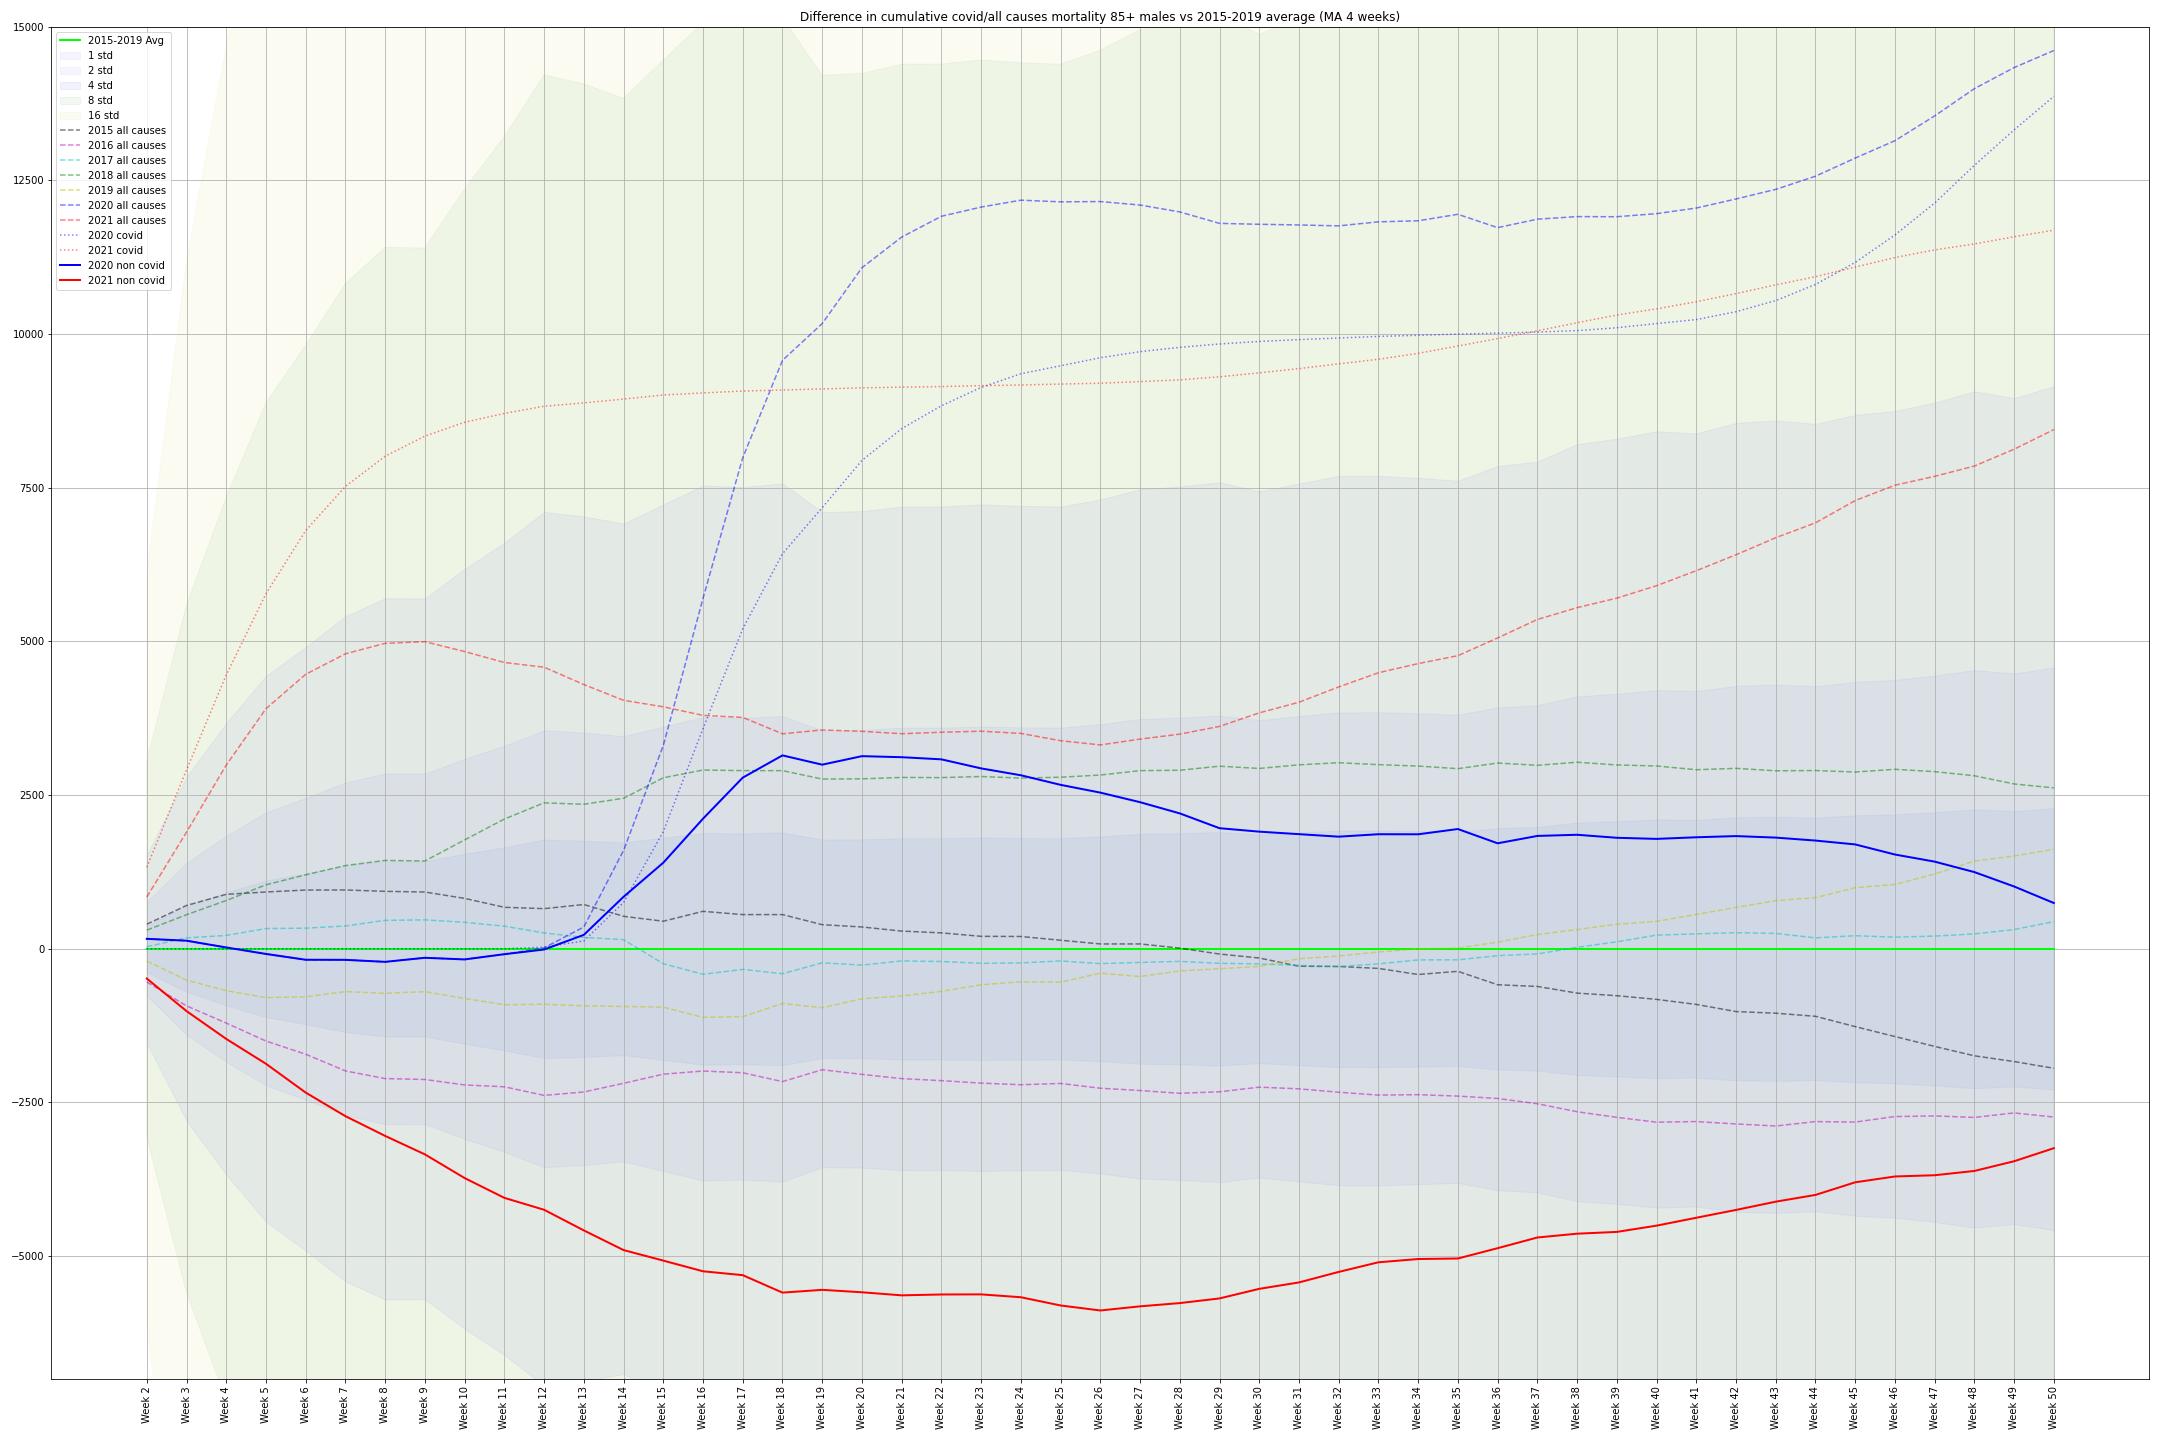 Difference in cumulative covid/all causes mortality 85+ males vs 2015-2019 average (MA 4 weeks)
15000
12500
10000
7500
5000
2500
0
−2500
−5000
2015-2019 Avg
1 std
2 std
4 std
8 std
16 std
2015 all causes
2016 all causes
2017 all causes
2018 all causes
2019 all causes
2020 all causes
2021 all causes
2020 covid
2021 covid
2020 non covid
2021 non covid
Week 2
Week 3
Week 4
Week 5
Week 6
Week 7
Week 8
Week 9
Week 10
Week 11
Week 12
Week 13
Week 14
Week 15
Week 16
Week 17
Week 18
Week 19
Week 20
Week 21
Week 22
Week 23
Week 24
Week 25
Week 26
Week 27
Week 28
Week 29
Week 30
Week 31
Week 32
Week 33
Week 34
Week 35
Week 36
Week 37
Week 38
Week 39
Week 40
Week 41
Week 42
Week 43
Week 44
Week 45
Week 46
Week 47
Week 48
Week 49
Week 50